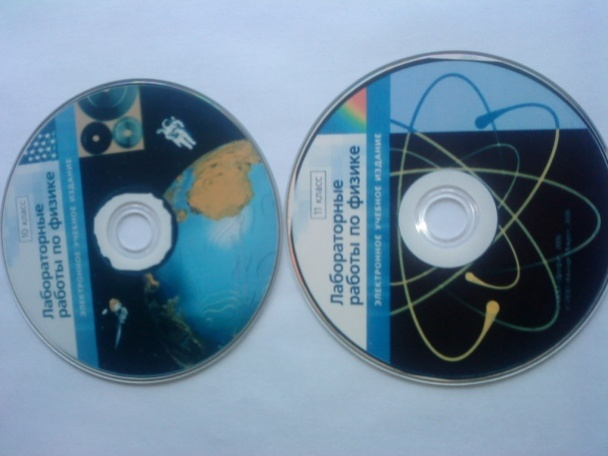 10 класс
Лабораторные
работы по физике
ЭЛЕКТРОННОЕ УЧЕБНОЕ ИЗДАНИЕ
11 класс
Лабораторные
работы по физике
ЭЛЕКТРОННОЕ УЧЕБНОЕ ИЗДАНИЕ